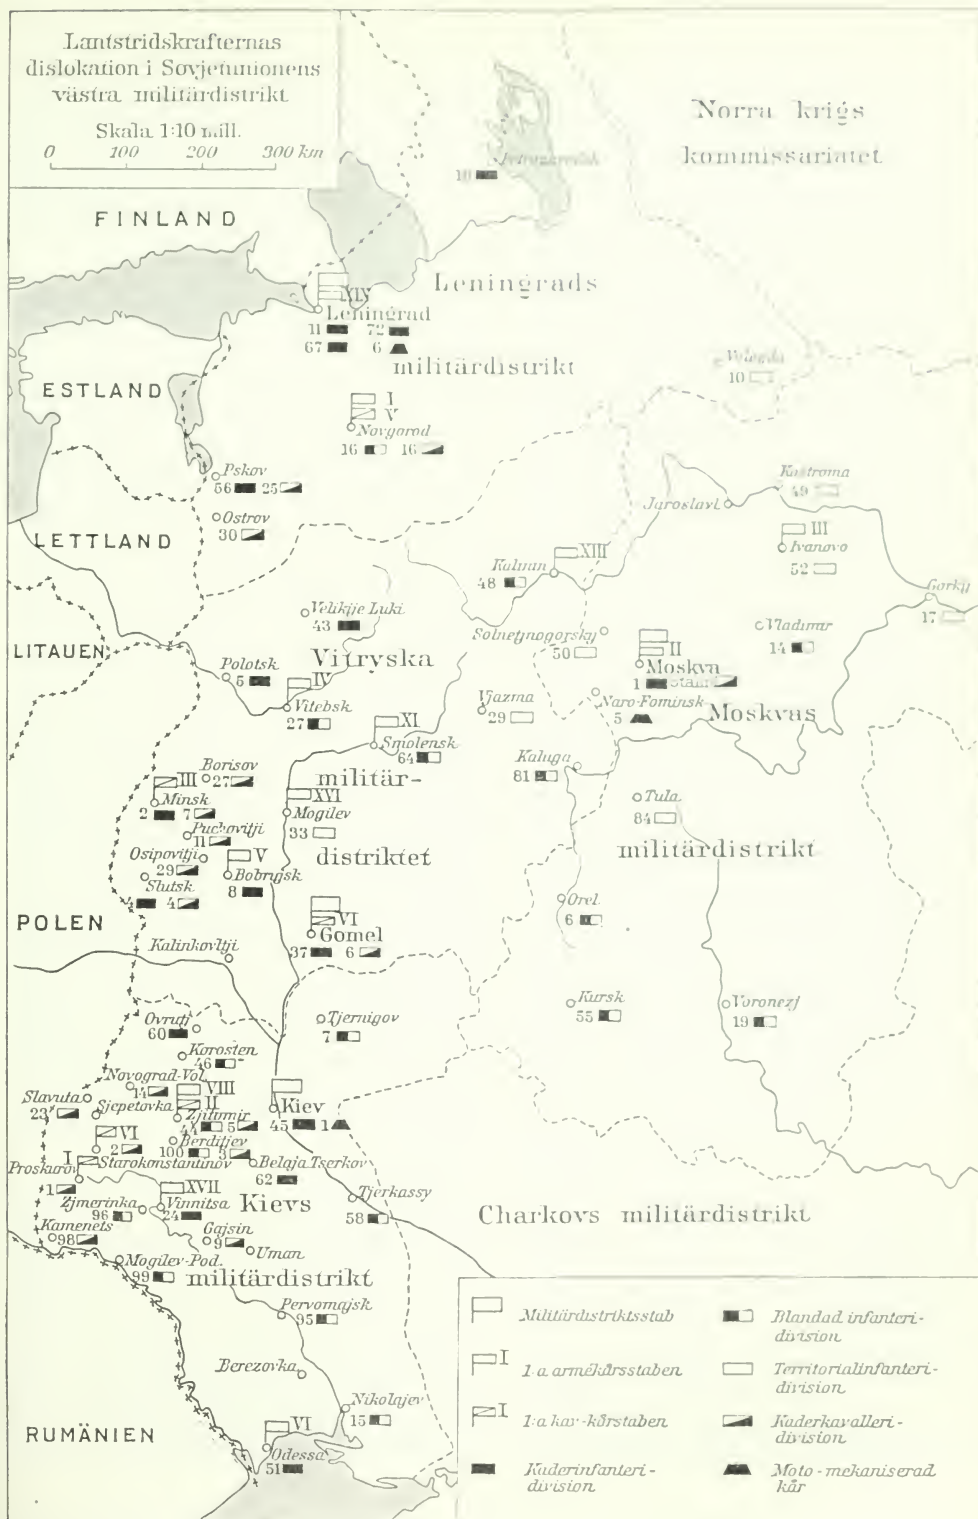 Lantstridskrafternas
dislokation i Sovjetunionens
västra militärdistrikt
Skala 1:10 mill.
0 100 200 300 km
Norra krigs
kommissariatet
10
FINLAND
Leningrads
XIX
Leningrad
11 72
67 6
militärdistrikt
Vologda
10
ESTLAND
I
V
Novgorod
16 16
Pskov
56 25
Kostroma
49
Jaroslavl
Ostrov
30
LETTLAND
III
Ivanovo
52
XIII
Kalinin
48
Gorkij
17
Velikije Luki
43
Solnetjnogorskij
50
Vladimir
14
LITAUEN
Vitryska
II
Moskva
1
Polotsk
5
IV
Vitebsk
27
Vjazma
29
Naro-Fominsk
5
Moskvas
XI
Smolensk
64
Kaluga
81
Borisov
27
III
Minsk
2 7
militär-
XVI
Mogilev
33
Tula
84
Puchovitji
11
Osipovitji
29
V
Bobrujsk
8
distriktet
militärdistrikt
Slutsk
4 4
Orel
6
POLEN
VI
Gomel
37 6
Kalinkovitji
Kursk
55
Voronezj
19
Ovrutj
60
Tjernigov
7
Korosten
46
Novograd-Vol.
14
Slavuta
23
Sjepetovka
VIII
II
Zjitomir
44 5
Kiev
45 1
VI
2
Berditjev
100 3
I
Starokonstantinov
Proskurov
1
Belaja Tserkov
62
XVII
Vinnitsa
24
Zjmerinka
96
Kievs
Tjerkassy
58
Charkovs militärdistrikt
Kamenets
98
Gajsin
9
Uman
Mogilev-Pod.
99
militärdistrikt
Pervomajsk
95
Berezovka
Nikolajev
15
RUMÄNIEN
VI
Odessa
51
Militärdistriktsstab
I 1:a armékårsstaben
I 1:a kav-kårstaben
Kaderinfanteri-
division
Blandad infanteri-
division
Territorialinfanteri-
division
Kaderkavalleri-
division
Moto-mekaniserad
kår